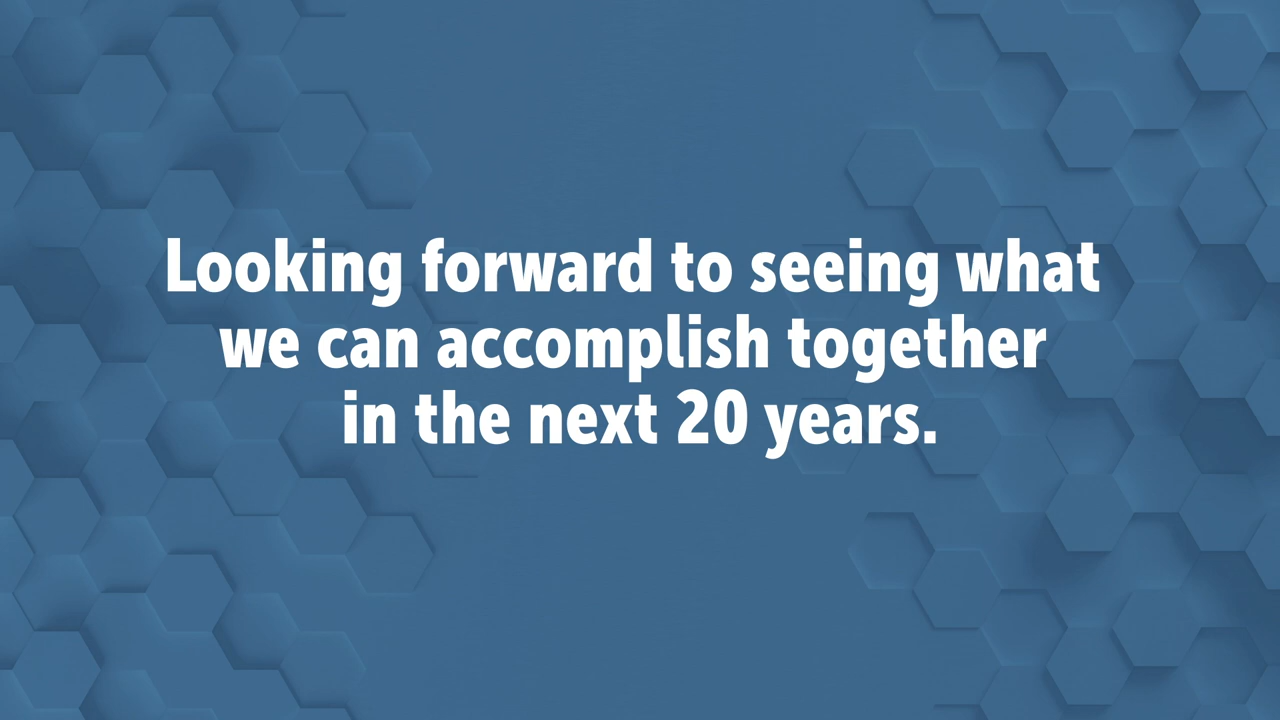 Looking forward to seeing what
we can accomplish together
in the next 20 years.